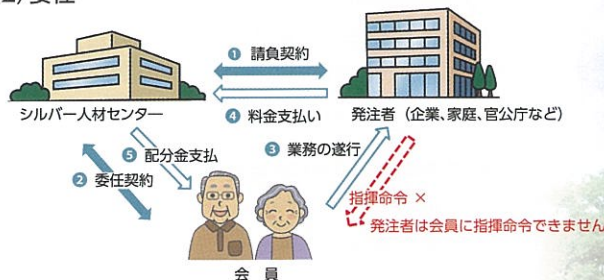 ❶ 請負契約
❹ 料金支払い
シルバー人材センター
発注者（企業、家庭、官公庁など）
❺ 配分金支払
❸ 業務の遂行
❷ 委任契約
指揮命令 ×
発注者は会員に指揮命令できません
会 員